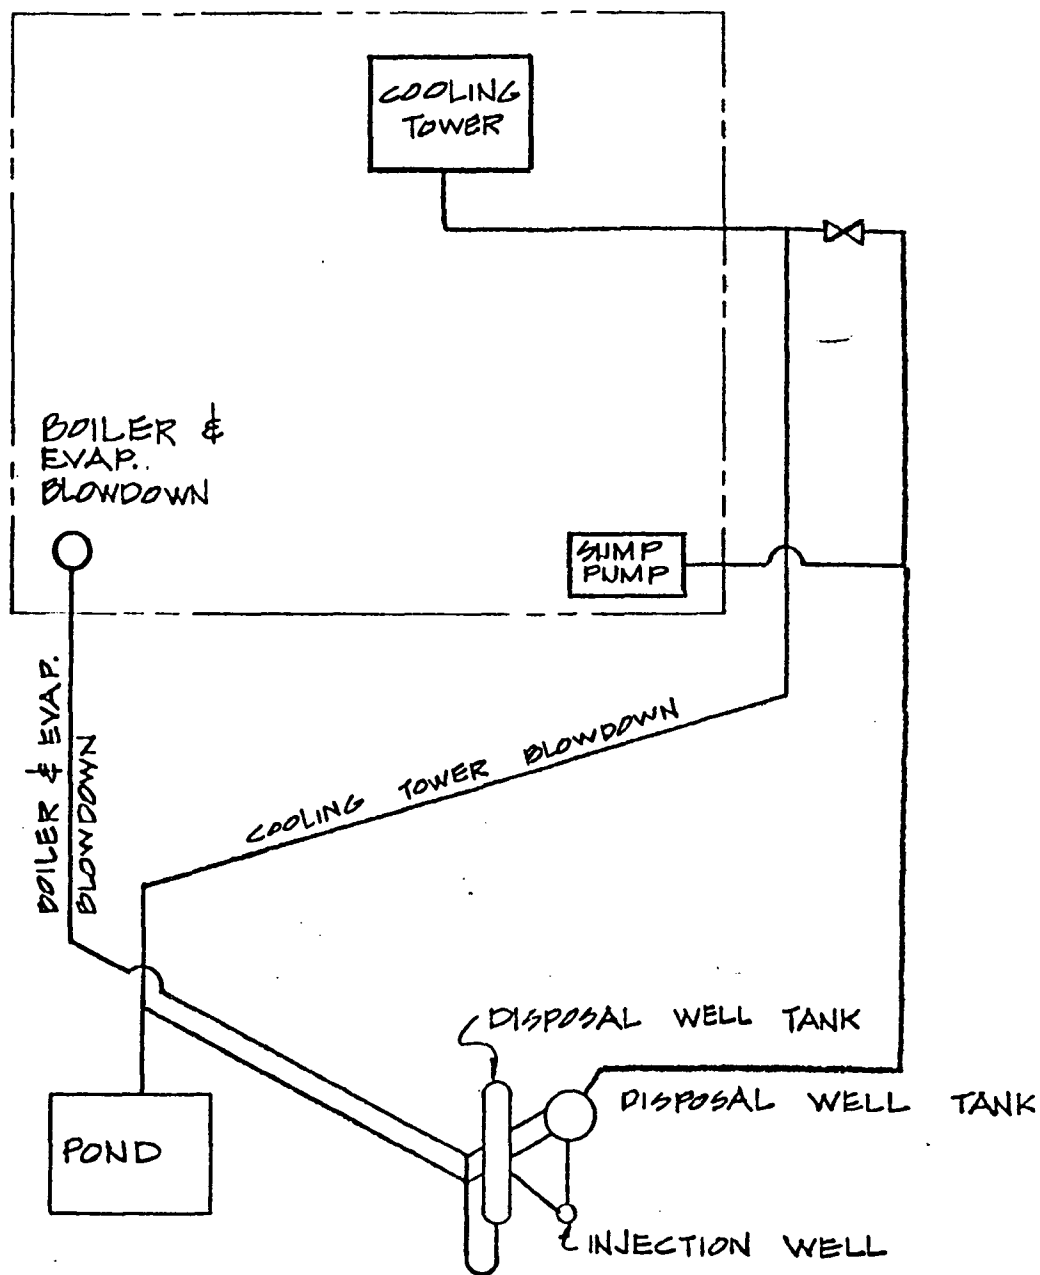 COOLING
TOWER
BOILER &
EVAP.
BLOWDOWN
SUMP
PUMP
BOILER & EVAP.
BLOWDOWN
COOLING TOWER BLOWDOWN
DISPOSAL WELL TANK
DISPOSAL WELL TANK
POND
INJECTION WELL